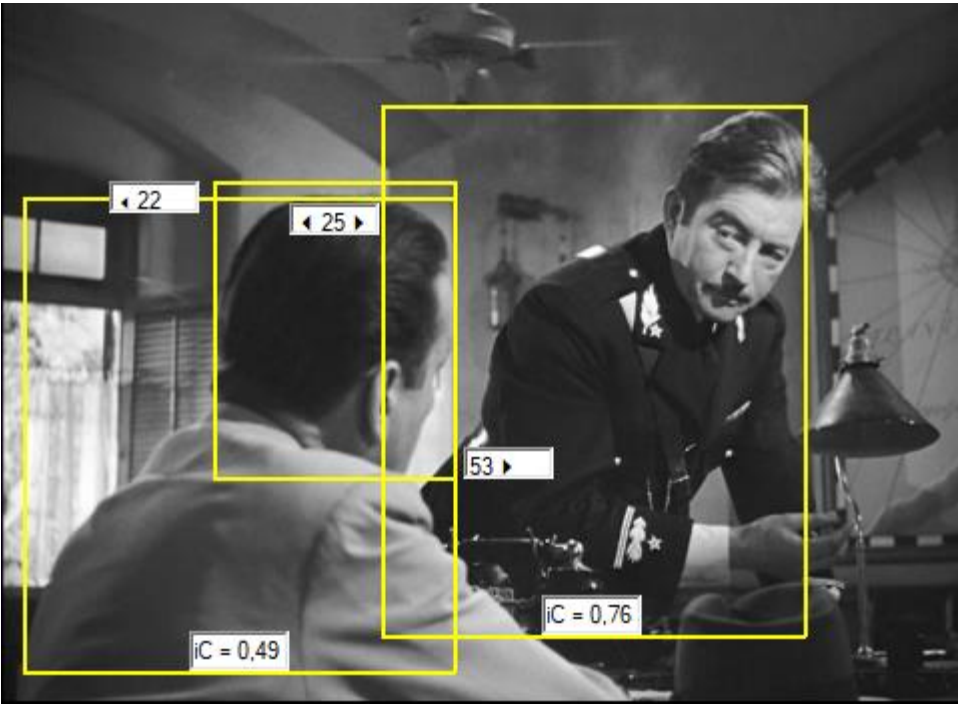 ◂ 22
◂ 25 ▸
53 ▸
iC = 0,76
iC = 0,49